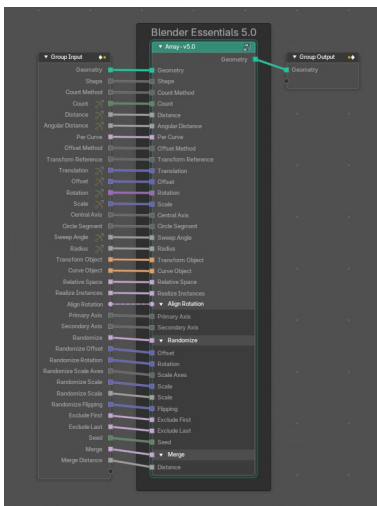 Blender Essentials 5.0
Group Input
Geometry
Shape
Count Method
Count
Distance
Angular Distance
Per Curve
Offset Method
Transform Reference
Translation
Offset
Rotation
Scale
Central Axis
Circle Segment
Sweep Angle
Radius
Transform Object
Curve Object
Relative Space
Realize Instances
Align Rotation
Primary Axis
Secondary Axis
Randomize
Randomize Offset
Randomize Rotation
Randomize Scale Axes
Randomize Scale
Randomize Scale
Randomize Flipping
Exclude First
Exclude Last
Seed
Merge
Merge Distance
Array - v5.0
Geometry
Geometry
Shape
Count Method
Count
Distance
Angular Distance
Per Curve
Offset Method
Transform Reference
Translation
Offset
Rotation
Scale
Central Axis
Circle Segment
Sweep Angle
Radius
Transform Object
Curve Object
Relative Space
Realize Instances
Align Rotation
Primary Axis
Secondary Axis
Randomize
Offset
Rotation
Scale Axes
Scale
Scale
Flipping
Exclude First
Exclude Last
Seed
Merge
Distance
Group Output
Geometry